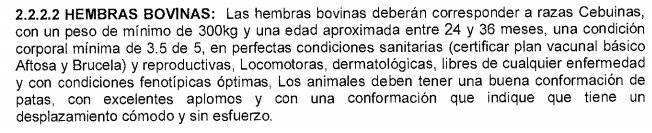 2.2.2.2 HEMBRAS BOVINAS: Las hembras bovinas deberán corresponder a razas Cebuinas,
con un peso de mínimo de 300kg y una edad aproximada entre 24 y 36 meses, una condición
corporal mínima de 3.5 de 5, en perfectas condiciones sanitarias (certificar plan vacunal básico
Aftosa y Brucela) y reproductivas, Locomotoras, dermatológicas, libres de cualquier enfermedad
y con condiciones fenotípicas óptimas, Los animales deben tener una buena conformación de
patas, con excelentes aplomos y con una conformación que indique que tiene un
desplazamiento cómodo y sin esfuerzo.